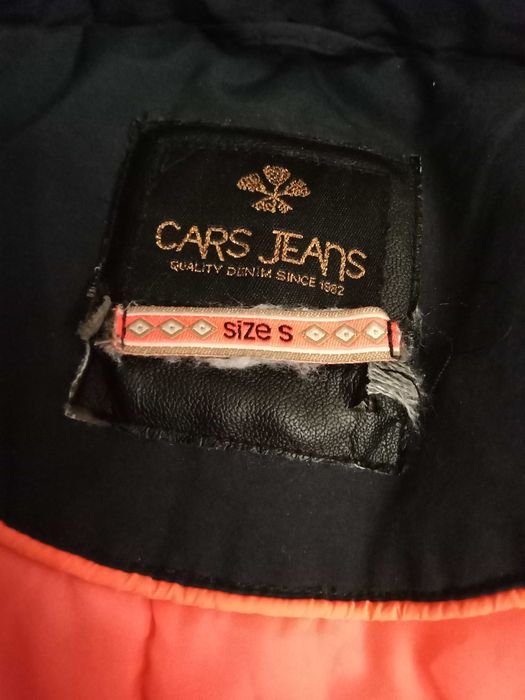 CARS JEANS
QUALITY DENIM SINCE 1982
size s